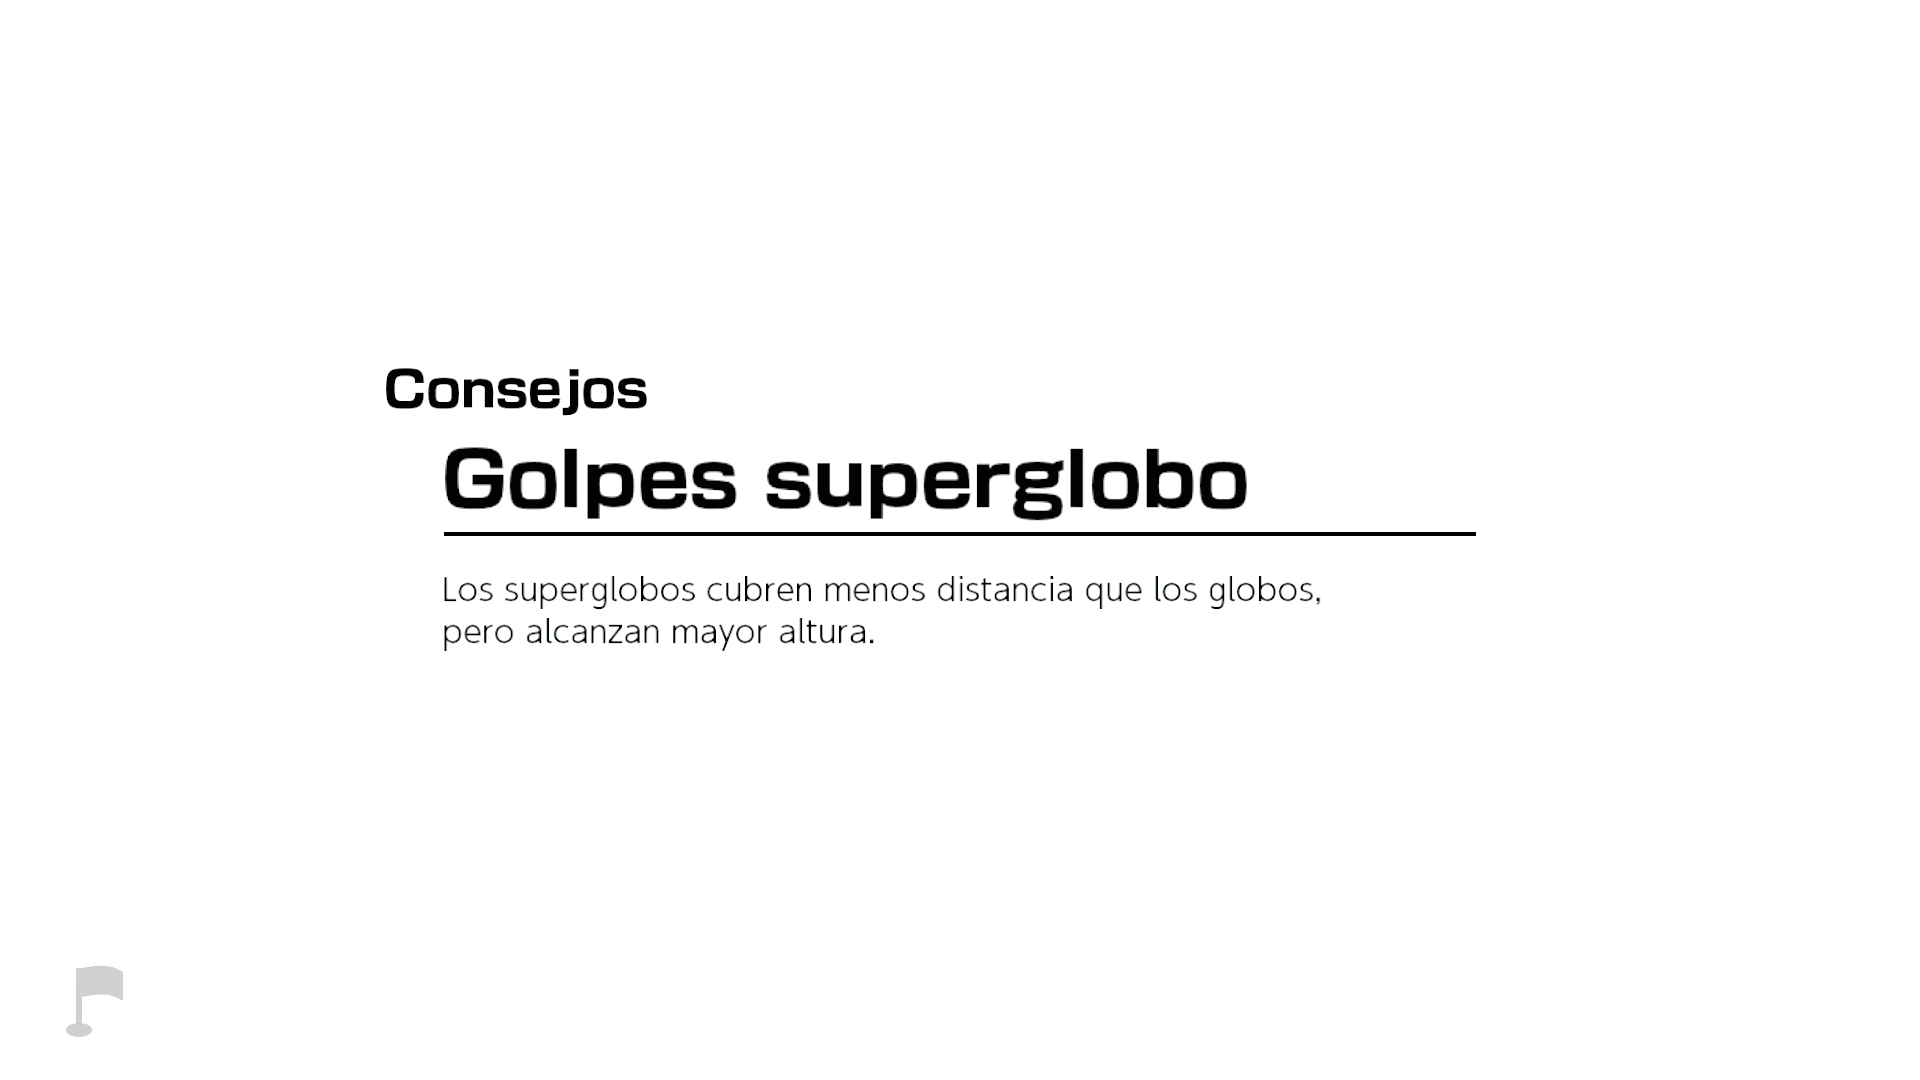 Consejos
Golpes superglobo
Los superglobos cubren menos distancia que los globos,
pero alcanzan mayor altura.